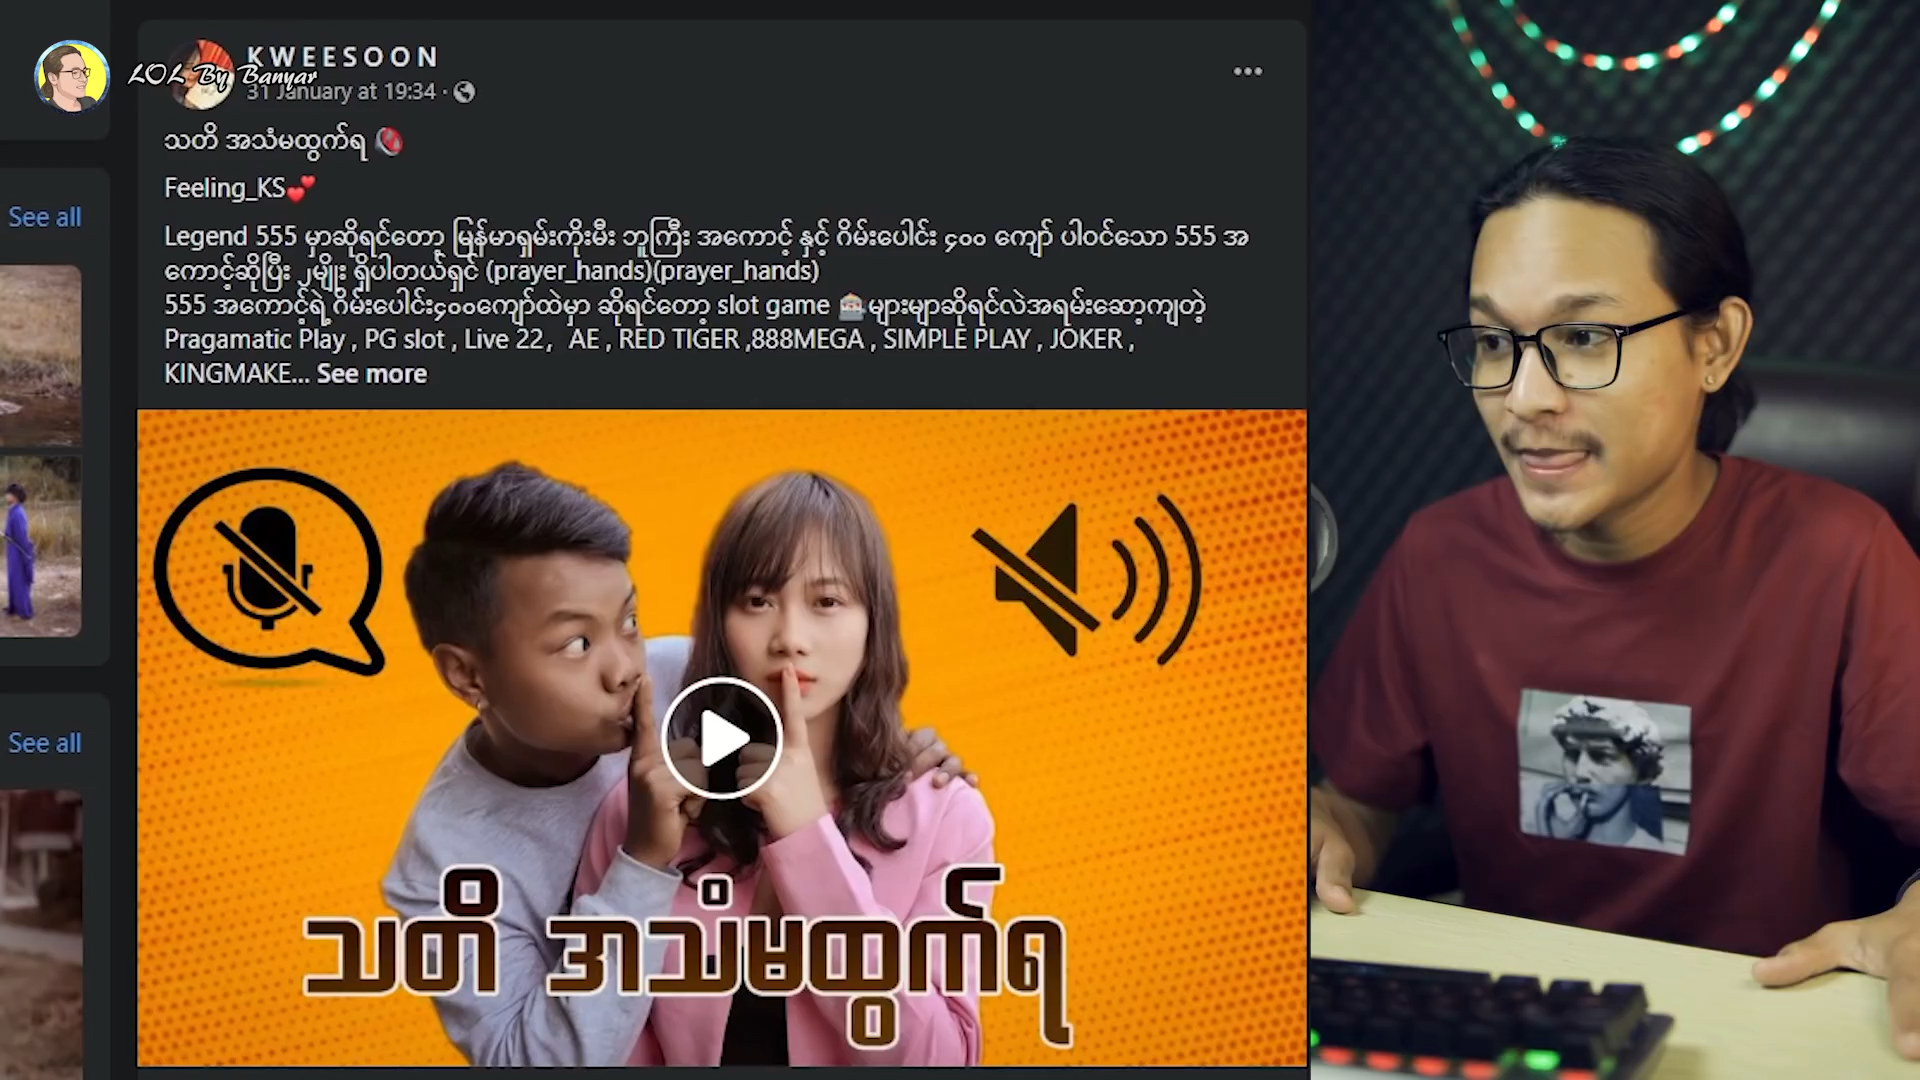 KWEESOON
LOL By Banyar
31 January at 19:34
သတိ အသံမထွက်ရ
Feeling_KS
Legend 555 မှာဆိုရင်တော့ မြန်မာရှမ်းကိုးမီး ဘူကြီး အကောင့် နှင့် ဂိမ်းပေါင်း ၄၀၀ ကျော် ပါဝင်သော 555 အ
ကောင့်ဆိုပြီး ၂မျိုး ရှိပါတယ်ရှင် (prayer_hands)(prayer_hands)
555 အကောင့်ရဲ့ဂိမ်းပေါင်း၄၀၀ကျော်ထဲမှာ ဆိုရင်တော့ slot game များမျာဆိုရင်လဲအရမ်းဆော့ကျတဲ့
Pragamatic Play , PG slot , Live 22, AE , RED TIGER ,888MEGA , SIMPLE PLAY , JOKER ,
KINGMAKE... See more
See all
See all
သတိ အသံမထွက်ရ